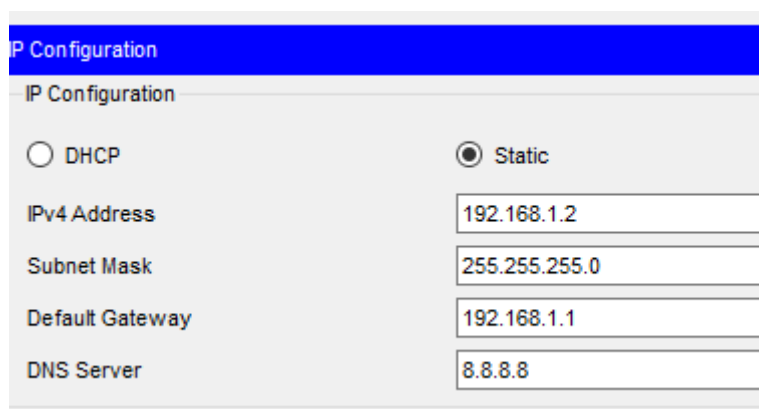 IP Configuration
IP Configuration
DHCP Static
IPv4 Address 192.168.1.2
Subnet Mask 255.255.255.0
Default Gateway 192.168.1.1
DNS Server 8.8.8.8